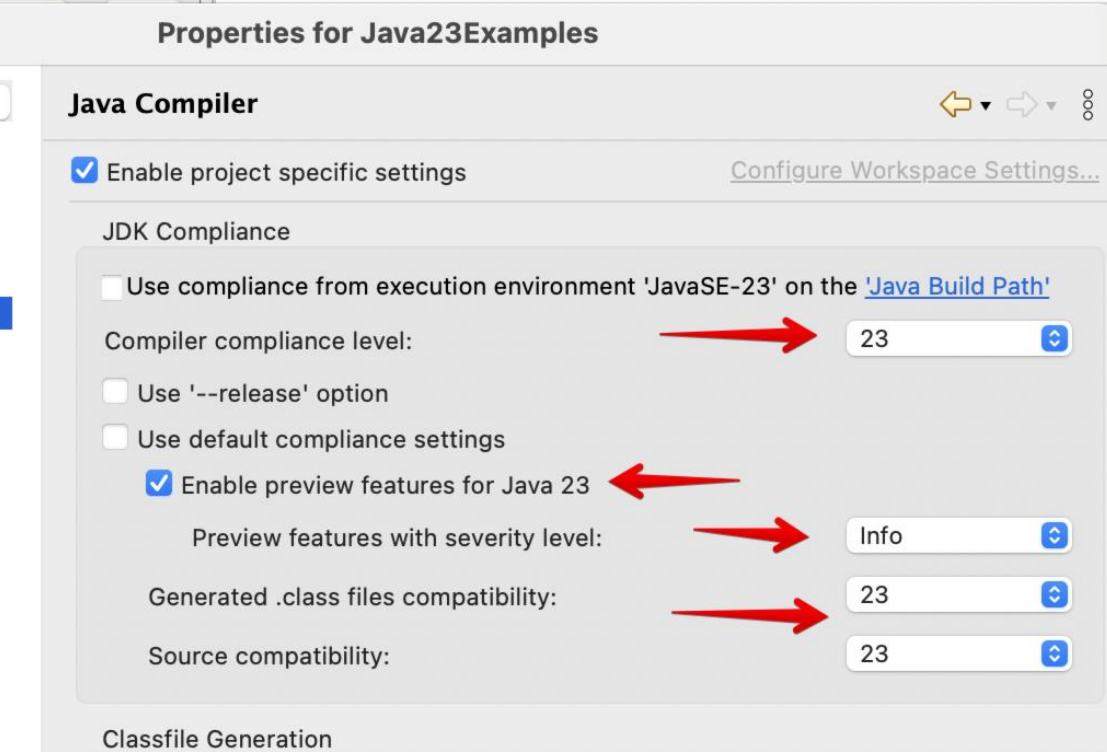 Properties for Java23Examples
Java Compiler
Enable project specific settings
Configure Workspace Settings...
JDK Compliance
Use compliance from execution environment 'JavaSE-23' on the 'Java Build Path'
Compiler compliance level:
23
Use '--release' option
Use default compliance settings
Enable preview features for Java 23
Preview features with severity level:
Info
Generated .class files compatibility:
23
Source compatibility:
23
Classfile Generation